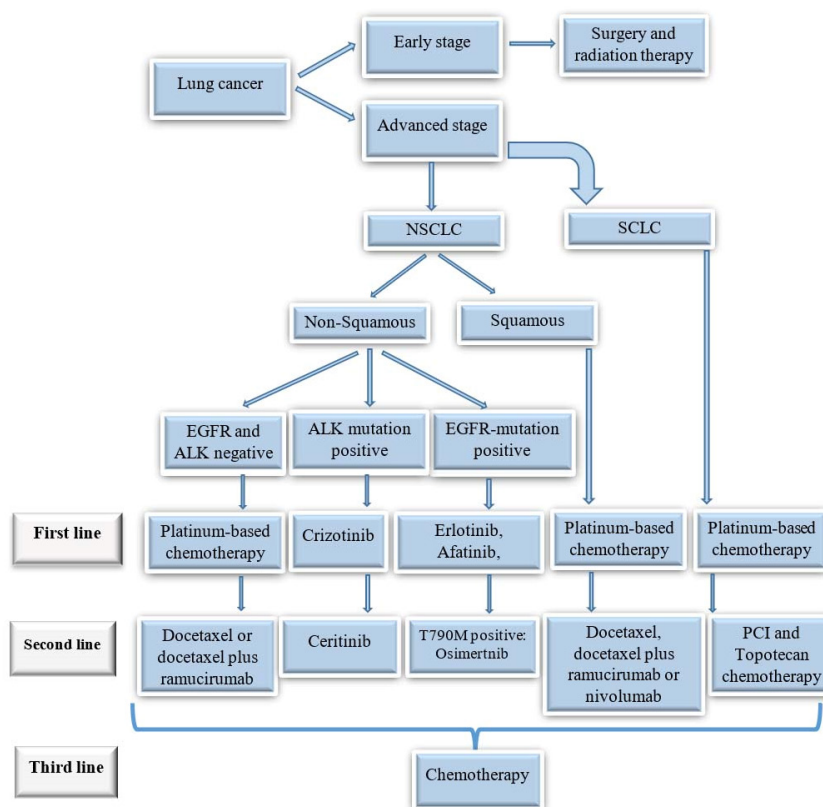 Early stage
Surgery and
radiation therapy
Lung cancer
Advanced stage
NSCLC
SCLC
Non-Squamous
Squamous
EGFR and
ALK negative
ALK mutation
positive
EGFR-mutation
positive
First line
Platinum-based
chemotherapy
Crizotinib
Erlotinib,
Afatinib,
Platinum-based
chemotherapy
Platinum-based
chemotherapy
Second line
Docetaxel or
docetaxel plus
ramucirumab
Ceritinib
T790M positive:
Osimertnib
Docetaxel,
docetaxel plus
ramucirumab or
nivolumab
PCI and
Topotecan
chemotherapy
Third line
Chemotherapy